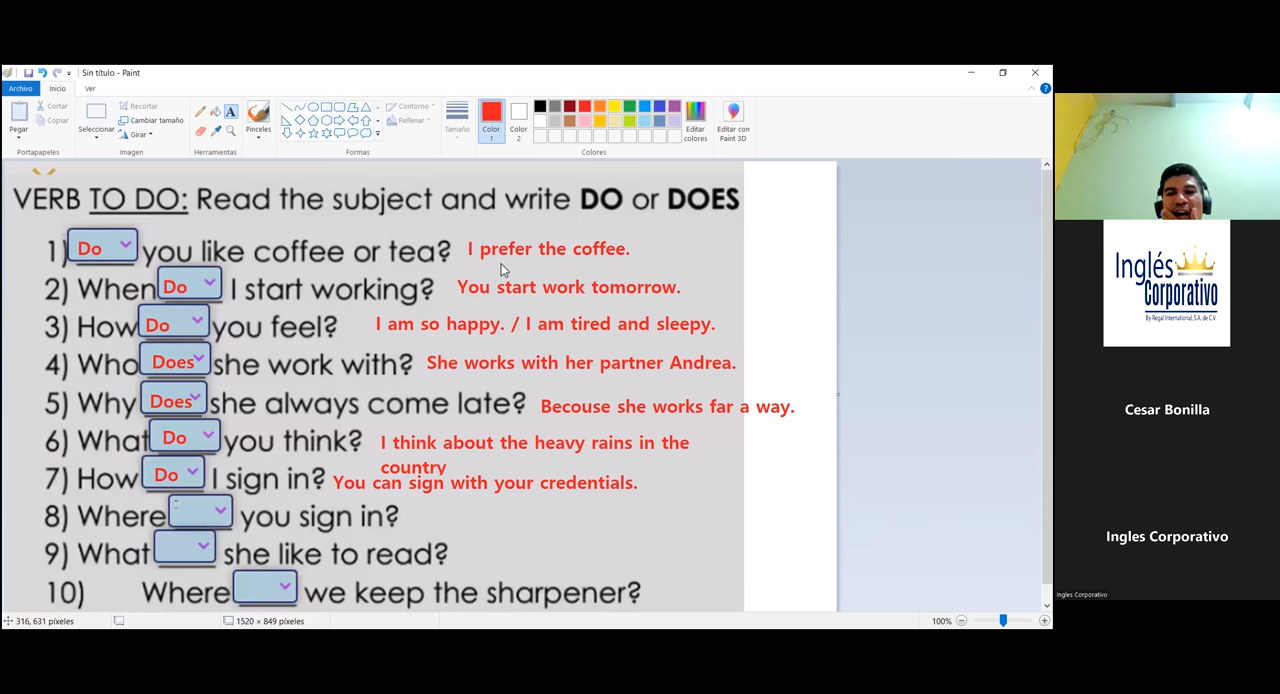 Sin título - Paint
Archivo Inicio Ver
Pegar
Cortar
Copiar
Portapapeles
Seleccionar
Recortar
Cambiar tamaño
Girar
Imagen
Herramientas
Pinceles
Contorno
Rellenar
Formas
Tamaño
Color 1
Color 2
Editar colores
Colores
Editar con Paint 3D
VERB TO DO: Read the subject and write DO or DOES
1) Do you like coffee or tea? I prefer the coffee.
2) When Do I start working? You start work tomorrow.
3) How Do you feel? I am so happy. / I am tired and sleepy.
4) Who Does she work with? She works with her partner Andrea.
5) Why Does she always come late? Becouse she works far a way.
6) What Do you think? I think about the heavy rains in the
country
7) How Do I sign in? You can sign with your credentials.
8) Where you sign in?
9) What she like to read?
10) Where we keep the sharpener?
316, 631 píxeles
1520 × 849 píxeles
100%
Inglés
Corporativo
By Regal International, S.A. de C.V.
Cesar Bonilla
Ingles Corporativo
Ingles Corporativo